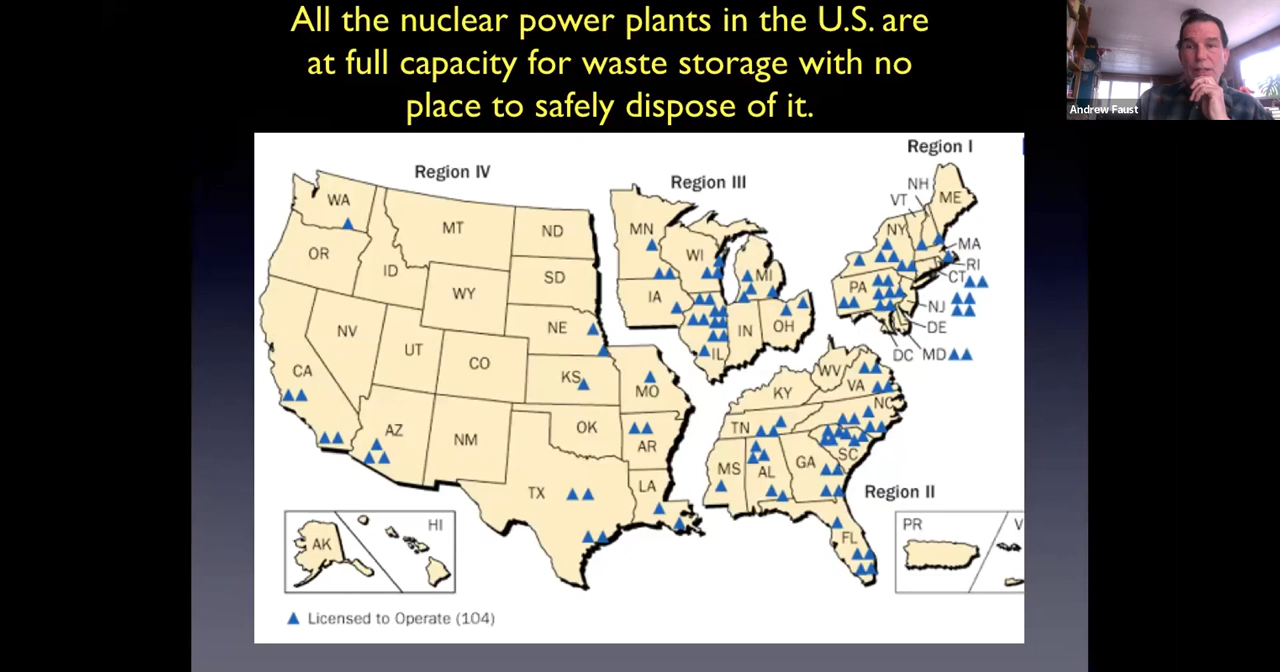 All the nuclear power plants in the U.S. are
at full capacity for waste storage with no
place to safely dispose of it.
Andrew Faust
Region I
Region IV
Region III
NH
VT
ME
WA
MT
ND
MN
NY
MA
OR
ID
SD
WI
MI
RI
CT
WY
IA
PA
NJ
NV
NE
IL
IN
OH
DE
UT
CO
DC MD
CA
KS
MO
WV
VA
KY
NC
AZ
NM
OK
AR
TN
SC
MS
AL
GA
TX
LA
Region II
FL
AK
HI
PR
V
Licensed to Operate (104)